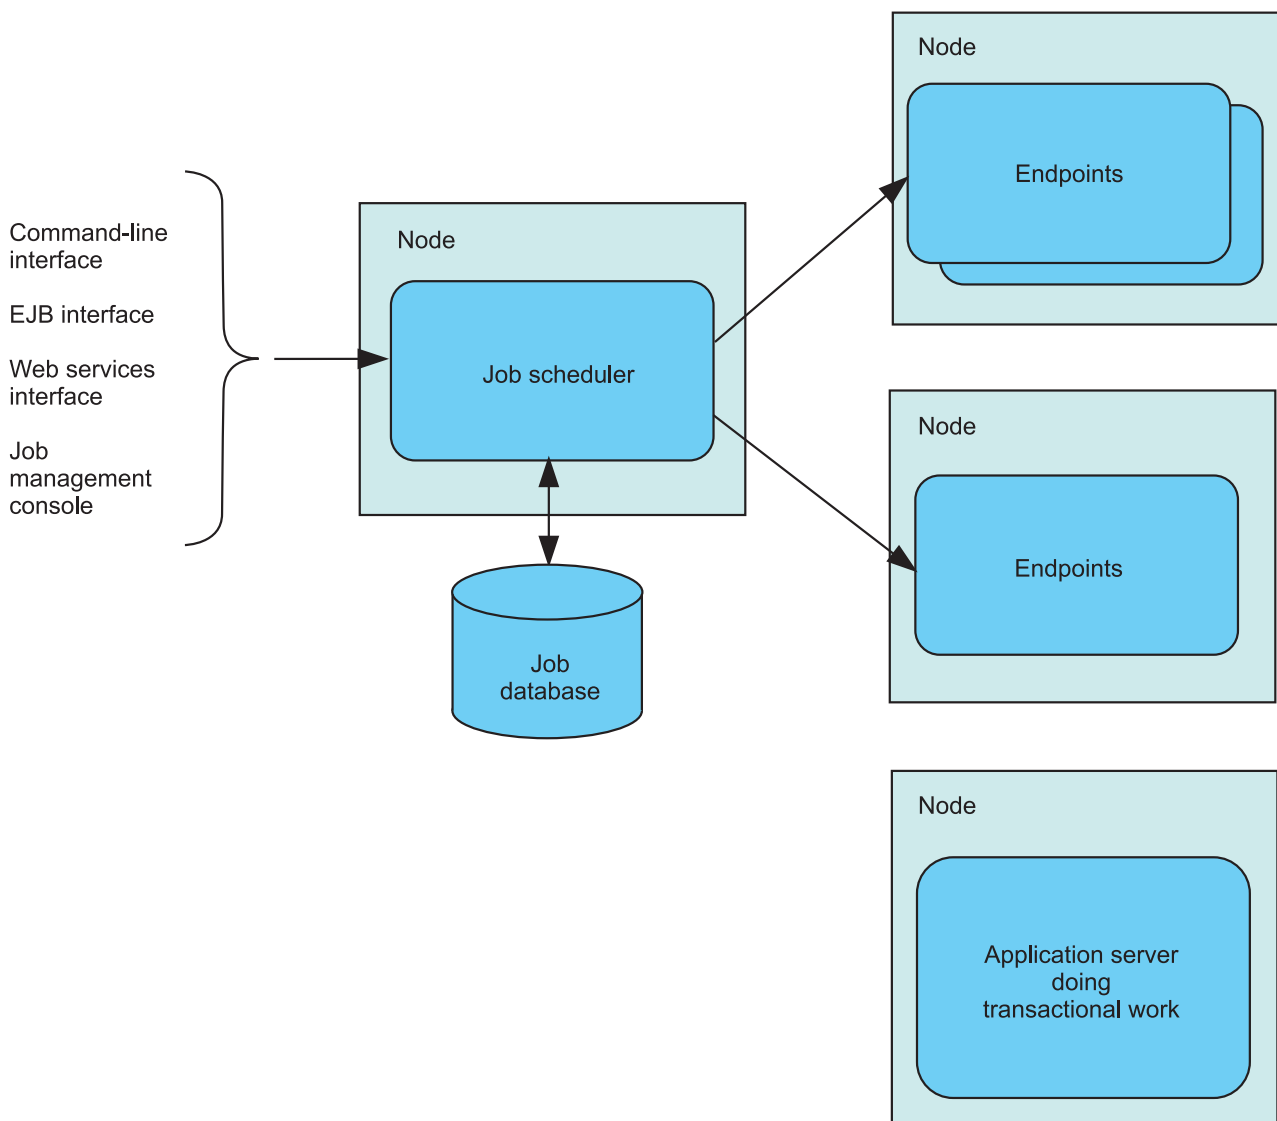 Command-line
interface
EJB interface
Web services
interface
Job
management
console
Node
Job scheduler
Job
database
Node
Endpoints
Node
Endpoints
Node
Application server
doing
transactional work